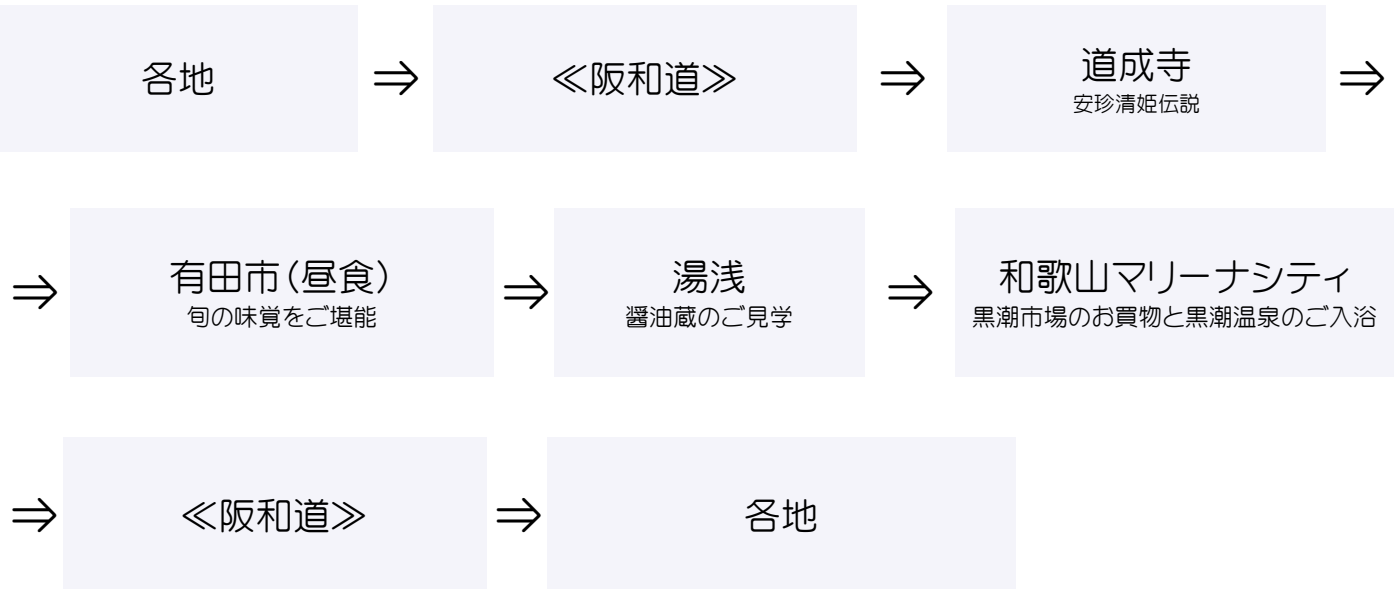 各地 ⇒ ≪阪和道≫ ⇒ 道成寺 ⇒
安珍清姫伝説
⇒ 有田市(昼食) ⇒ 湯浅 ⇒ 和歌山マリーナシティ
旬の味覚をご堪能 醤油蔵のご見学 黒潮市場のお買物と黒潮温泉のご入浴
⇒ ≪阪和道≫ ⇒ 各地